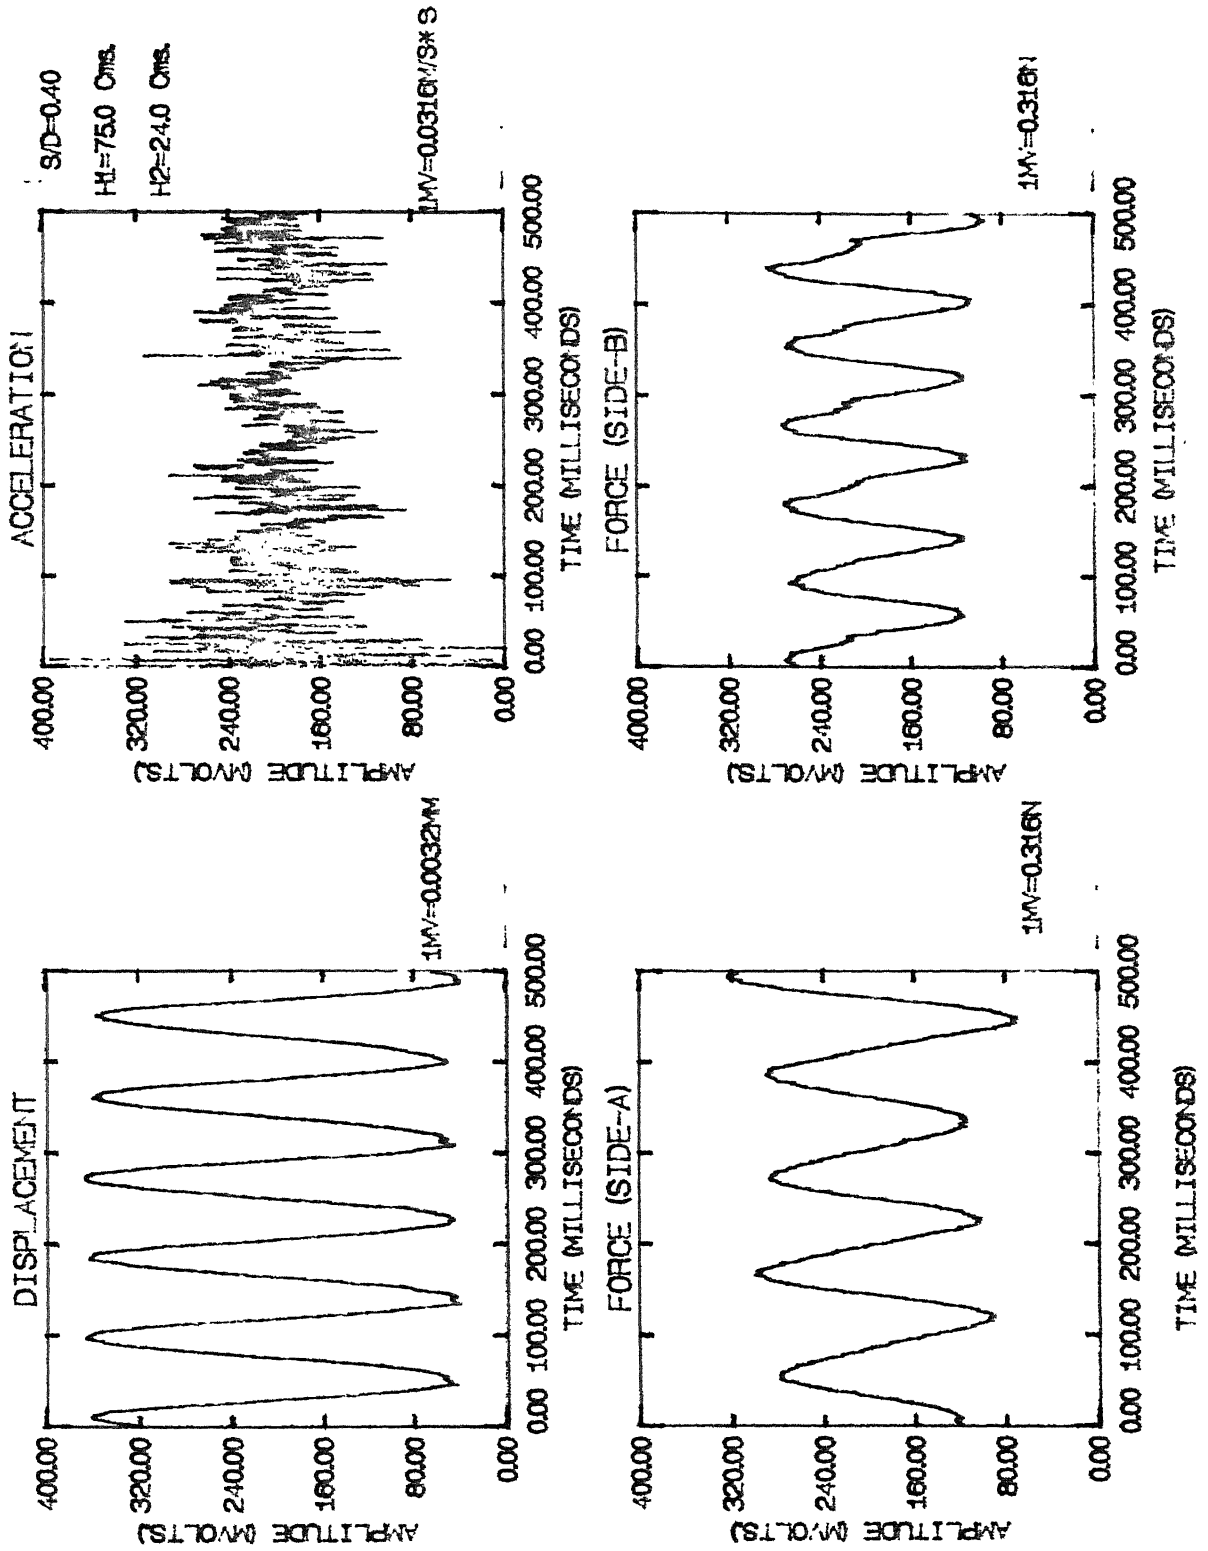 DISPLACEMENT
AMPLITUDE (MVOLTS)
400.00
320.00
240.00
160.00
80.00
0.00
0.00 100.00 200.00 300.00 400.00 500.00
TIME (MILLISECONDS)
1MV=0.0032MM
ACCELERATION
AMPLITUDE (MVOLTS)
400.00
320.00
240.00
160.00
80.00
0.00
0.00 100.00 200.00 300.00 400.00 500.00
TIME (MILLISECONDS)
S/D=0.40
H1=75.0 Cms.
H2=24.0 Cms.
1MV=0.0316M/S*S
FORCE (SIDE-A)
AMPLITUDE (MVOLTS)
400.00
320.00
240.00
160.00
80.00
0.00
0.00 100.00 200.00 300.00 400.00 500.00
TIME (MILLISECONDS)
1MV=0.316N
FORCE (SIDE-B)
AMPLITUDE (MVOLTS)
400.00
320.00
240.00
160.00
80.00
0.00
0.00 100.00 200.00 300.00 400.00 500.00
TIME (MILLISECONDS)
1MV=0.316N